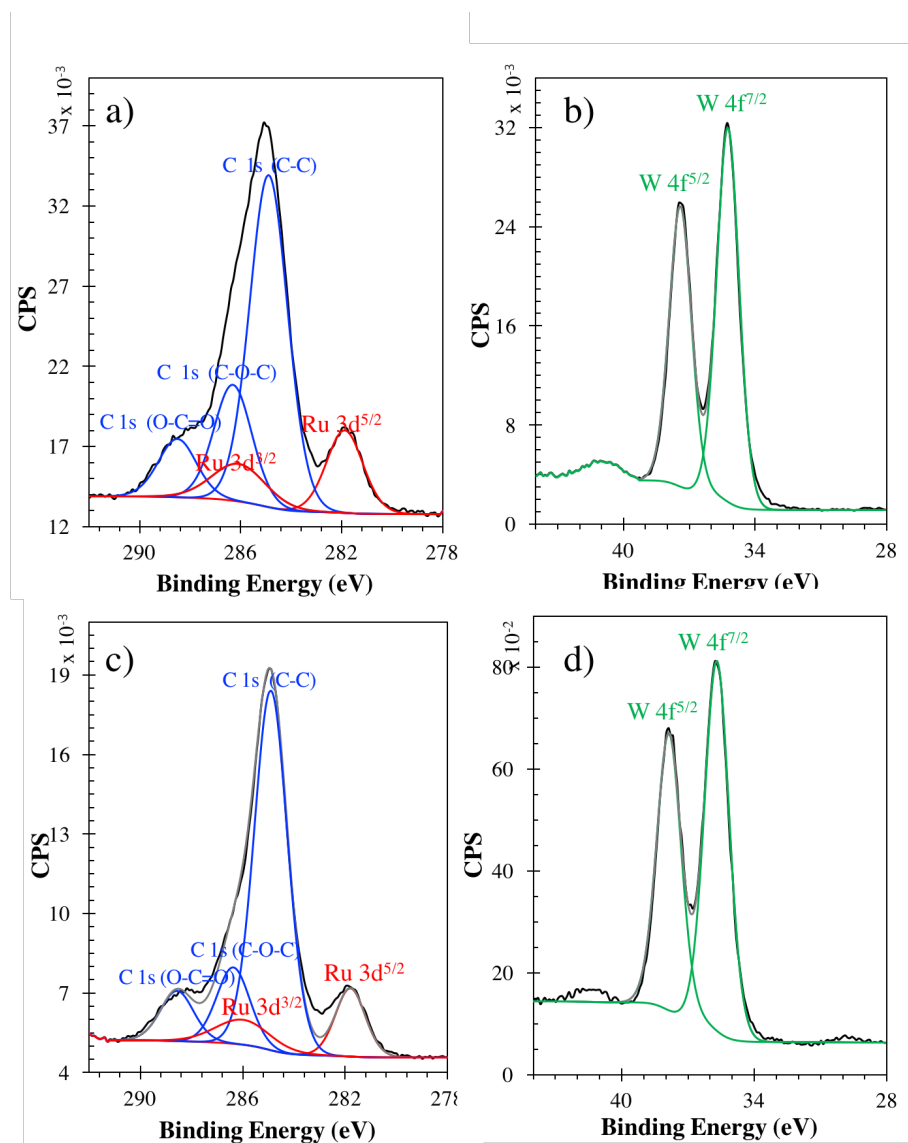 x 10⁻³
a)
37
C 1s (C-C)
32
27
CPS
22
C 1s (C-O-C)
C 1s (O-C=O)
Ru 3d⁵/²
17
Ru 3d³/²
12
290
286
282
278
Binding Energy (eV)
x 10⁻³
b)
W 4f⁷/²
32
W 4f⁵/²
24
CPS
16
8
0
40
34
28
Binding Energy (eV)
x 10⁻³
c)
19
C 1s (C-C)
16
13
CPS
10
C 1s (C-O-C)
C 1s (O-C=O)
Ru 3d⁵/²
7
Ru 3d³/²
4
290
286
282
278
Binding Energy (eV)
x 10⁻²
d)
W 4f⁷/²
80
W 4f⁵/²
60
CPS
40
20
0
40
34
28
Binding Energy (eV)